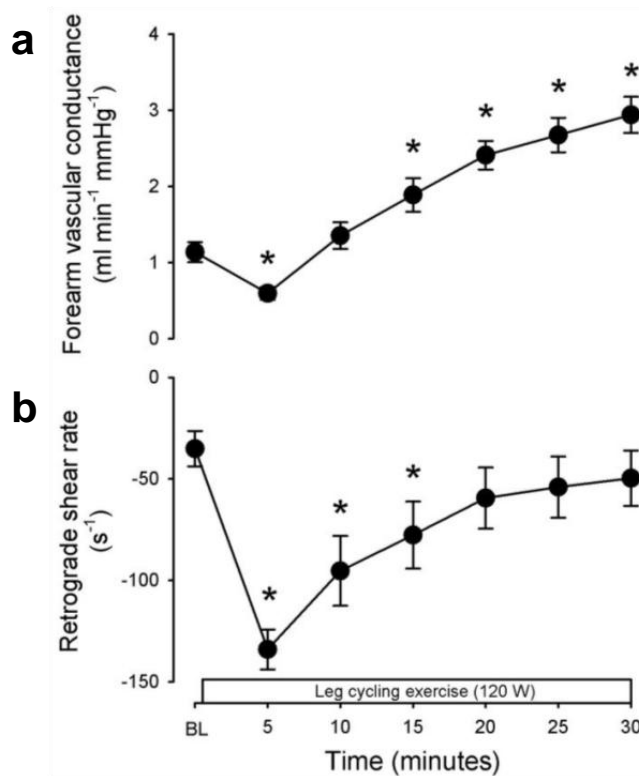 a
Forearm vascular conductance
(ml min⁻¹ mmHg⁻¹)
4
3
2
1
0
*
*
*
*
*
b
Retrograde shear rate
(s⁻¹)
0
-50
-100
-150
*
*
*
Leg cycling exercise (120 W)
BL 5 10 15 20 25 30
Time (minutes)